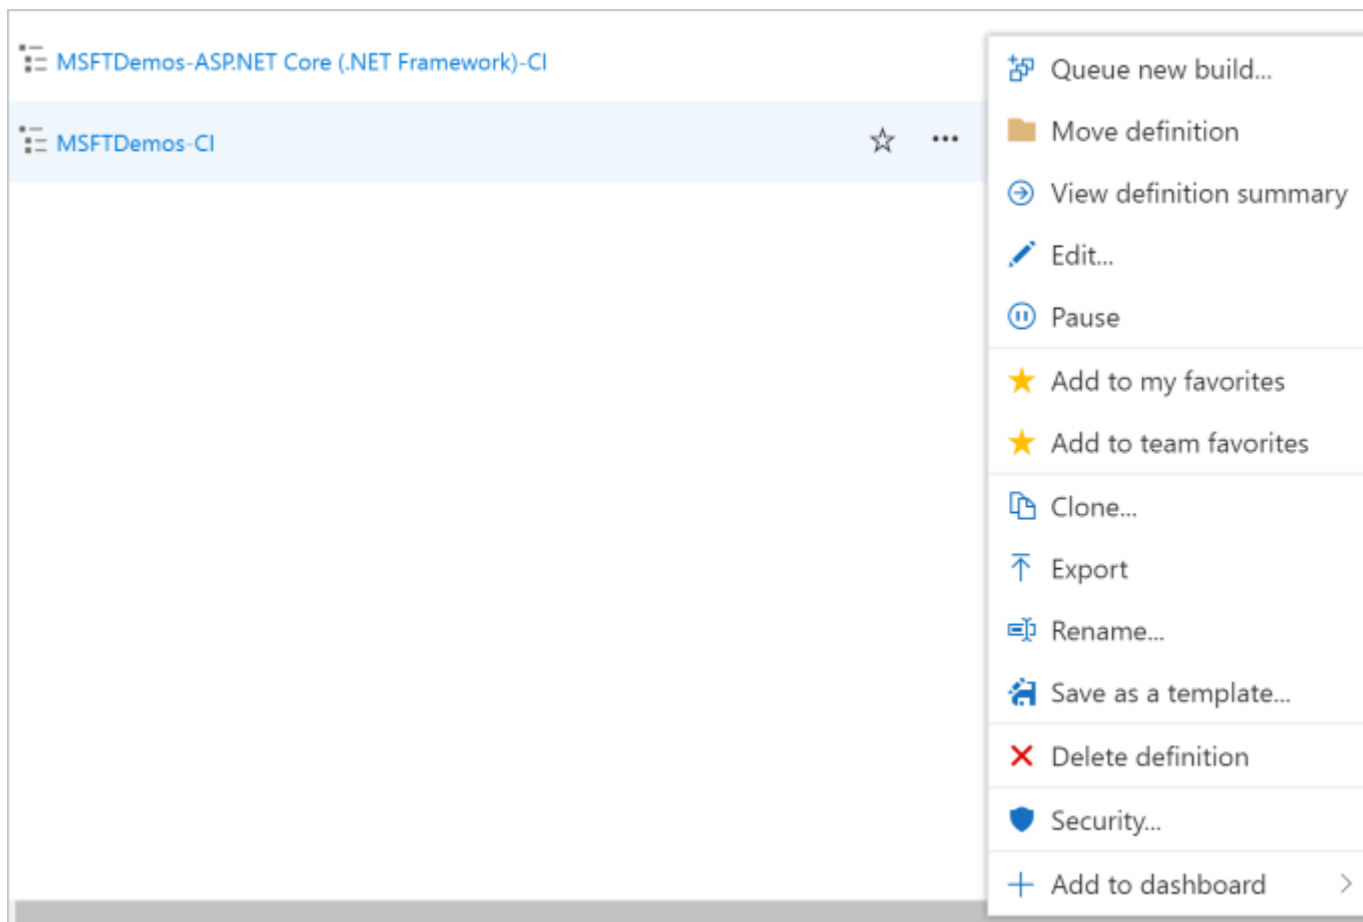 MSFTDemos-ASP.NET Core (.NET Framework)-CI
MSFTDemos-CI
Queue new build...
Move definition
View definition summary
Edit...
Pause
Add to my favorites
Add to team favorites
Clone...
Export
Rename...
Save as a template...
Delete definition
Security...
Add to dashboard